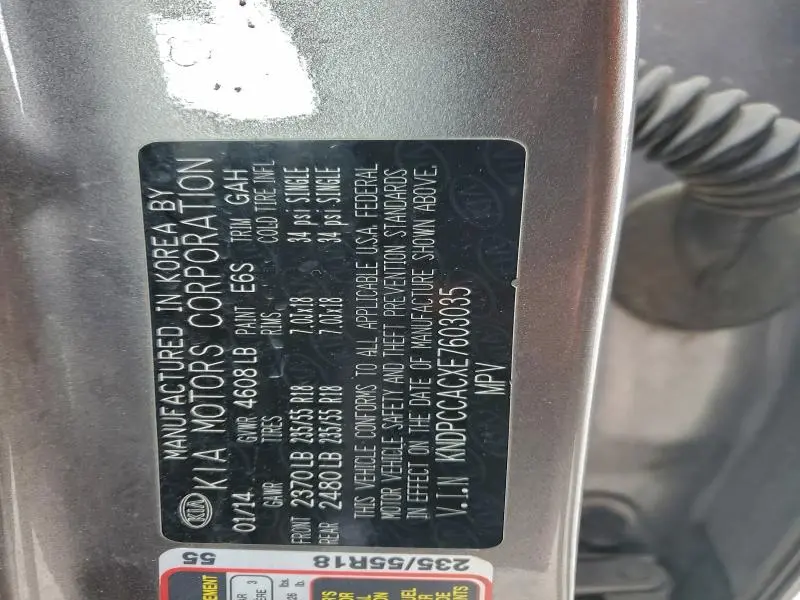 MANUFACTURED IN KOREA BY
KIA KIA MOTORS CORPORATION
01/14 GVWR 4608LB PAINT E6S TRIM GAH
GAWR TIRES RIMS COLD TIRE INFL
FRONT 2370LB 235/55 R18 7.0Jx18 34 psi SINGLE
REAR 2480LB 235/55 R18 7.0Jx18 34 psi SINGLE
THIS VEHICLE CONFORMS TO ALL APPLICABLE U.S.A. FEDERAL
MOTOR VEHICLE SAFETY AND THEFT PREVENTION STANDARDS
IN EFFECT ON THE DATE OF MANUFACTURE SHOWN ABOVE.
V.I.N KNDPCCACXE7603035
MPV
55
235/55R18